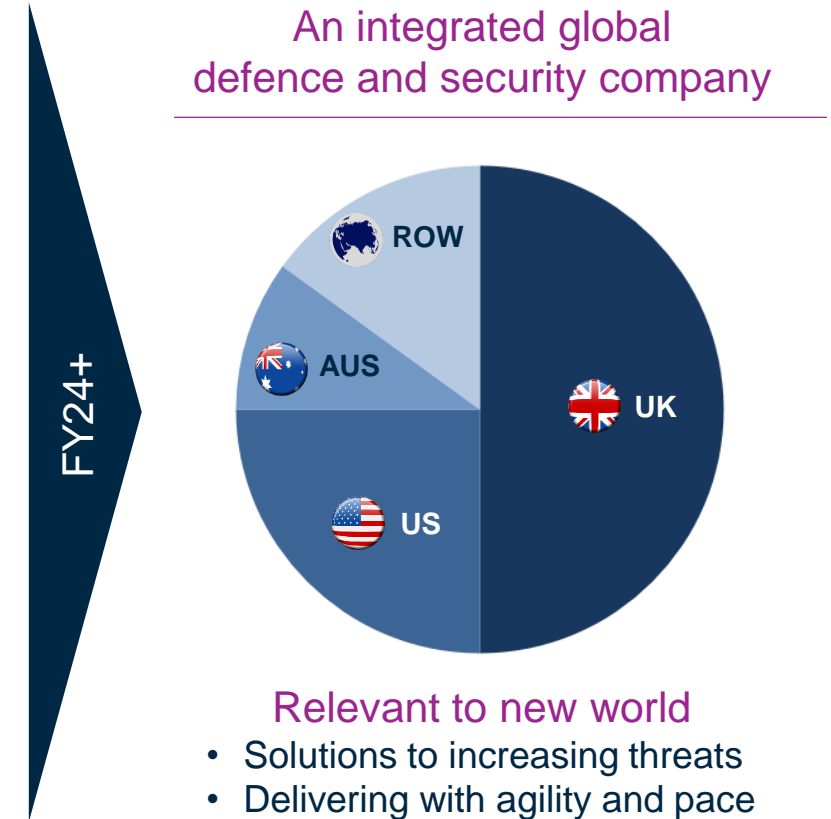 An integrated global
defence and security company
FY24+
ROW
AUS
UK
US
Relevant to new world
• Solutions to increasing threats
• Delivering with agility and pace